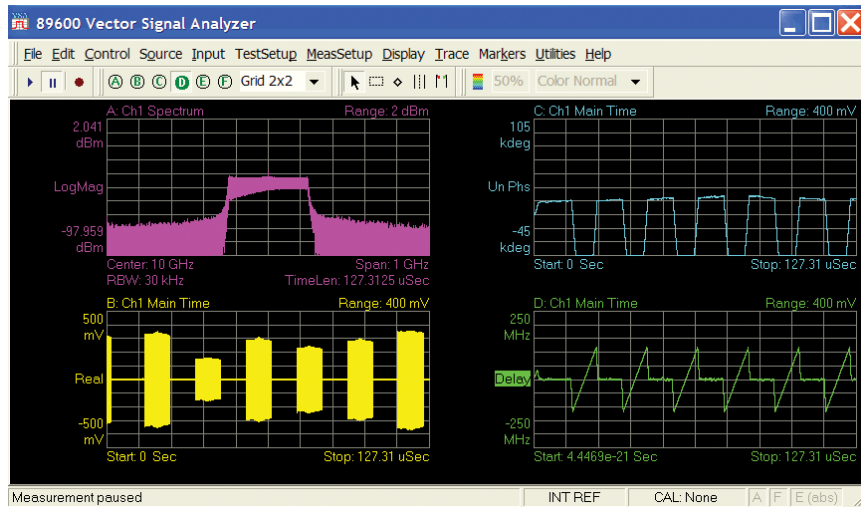 89600 Vector Signal Analyzer
File Edit Control Source Input TestSetup MeasSetup Display Trace Markers Utilities Help
A B C D E F Grid 2x2 50% Color Normal
A: Ch1 Spectrum Range: 2 dBm
2.041
dBm
LogMag
-97.959
dBm
Center: 10 GHz Span: 1 GHz
RBW: 30 kHz TimeLen: 127.3125 uSec
C: Ch1 Main Time Range: 400 mV
105
kdeg
Un Phs
-45
kdeg
Start: 0 Sec Stop: 127.31 uSec
B: Ch1 Main Time Range: 400 mV
500
mV
Real
-500
mV
Start: 0 Sec Stop: 127.31 uSec
D: Ch1 Main Time Range: 400 mV
250
MHz
Delay
-250
MHz
Start: 4.4469e-21 Sec Stop: 127.31 uSec
Measurement paused INT REF CAL: None A F E (abs)